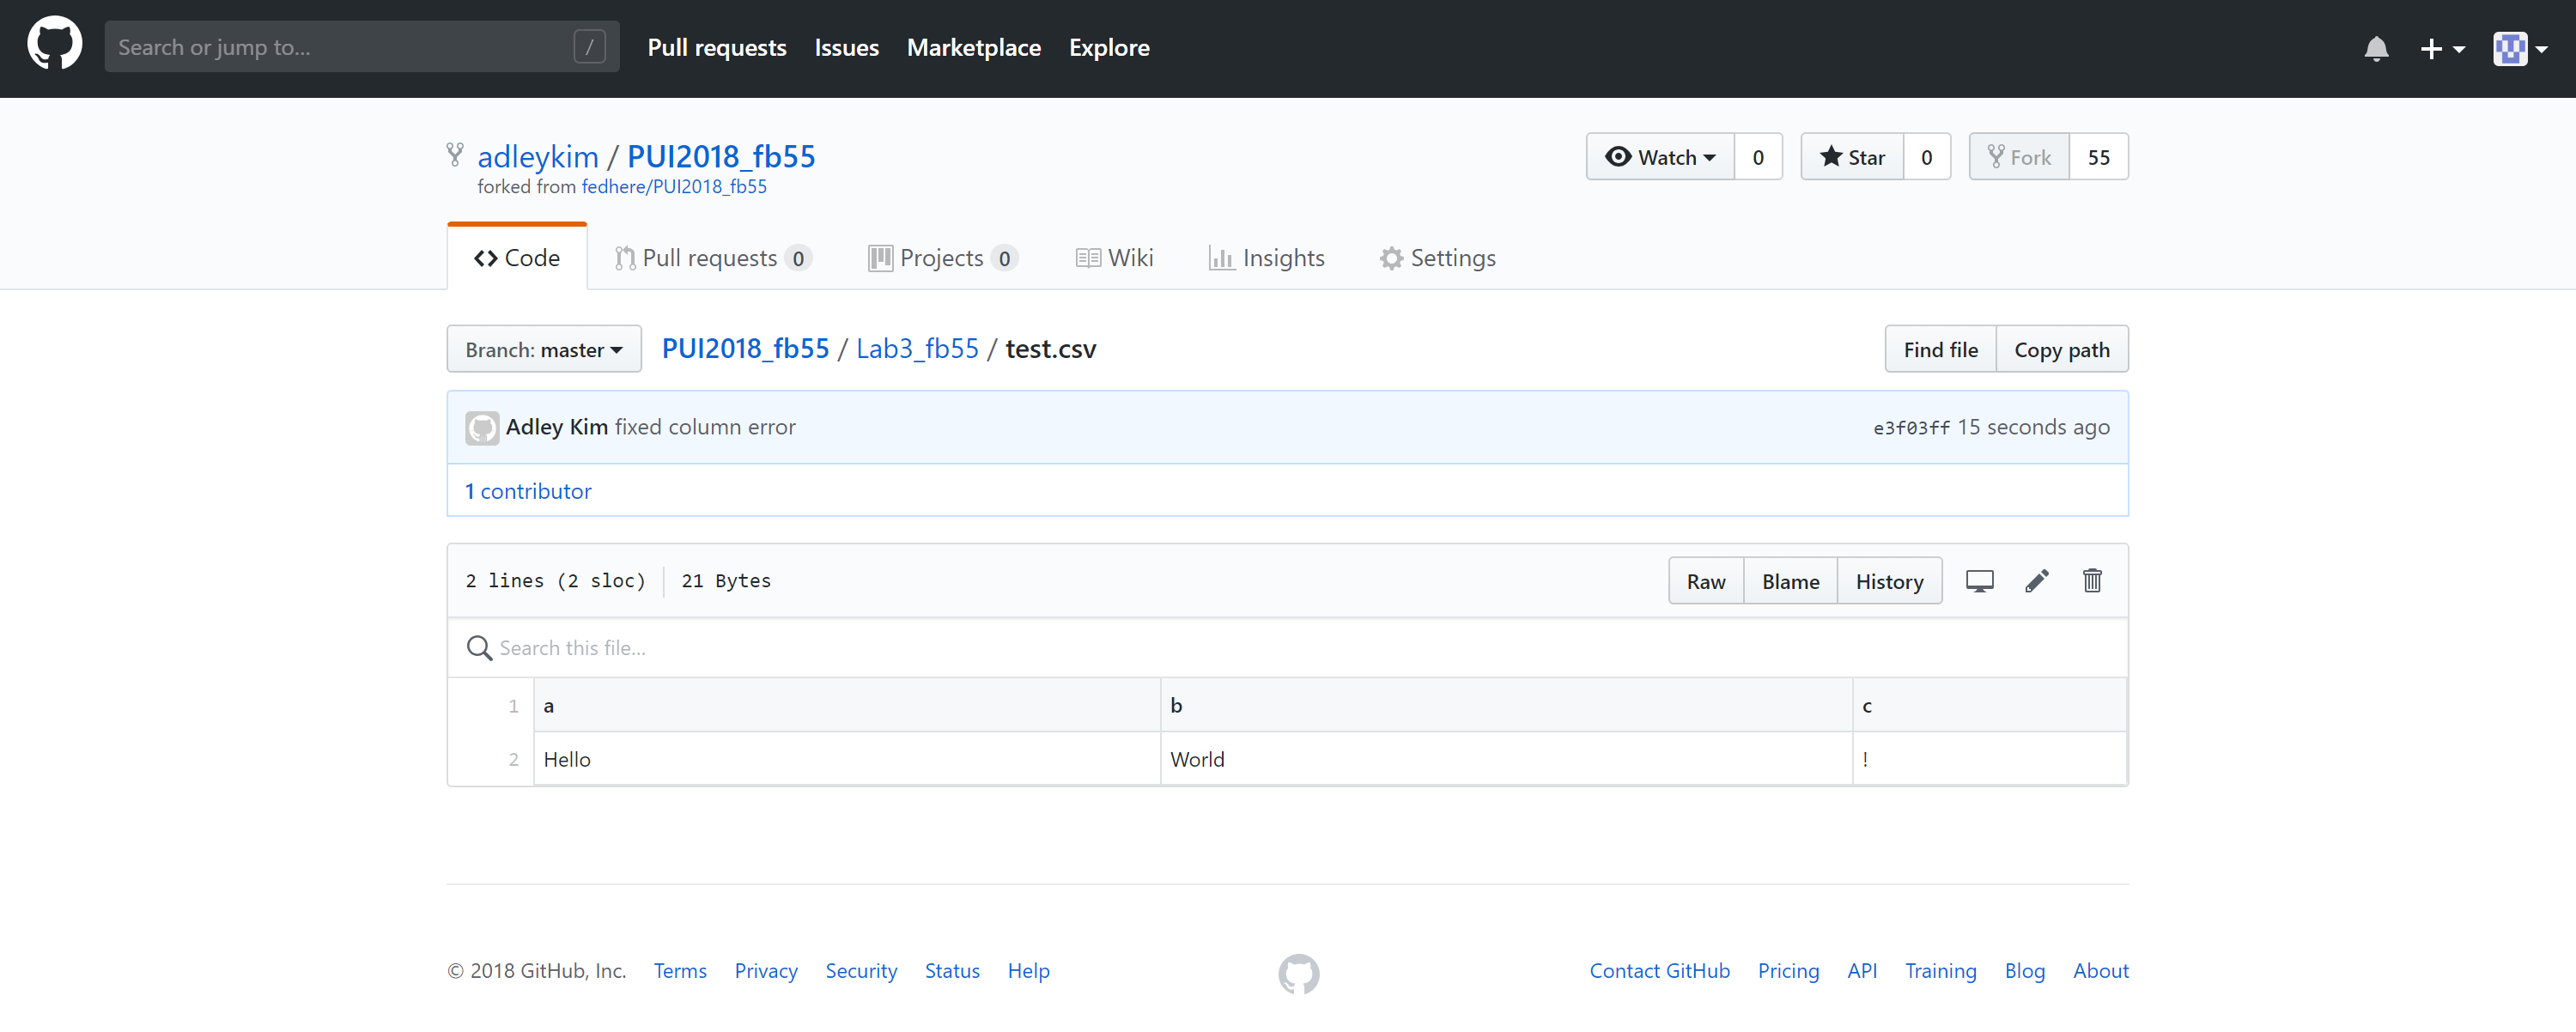 Search or jump to... / Pull requests Issues Marketplace Explore
adleykim / PUI2018_fb55 Watch 0 Star 0 Fork 55
forked from fedhere/PUI2018_fb55
Code Pull requests 0 Projects 0 Wiki Insights Settings
Branch: master PUI2018_fb55 / Lab3_fb55 / test.csv Find file Copy path
Adley Kim fixed column error e3f03ff 15 seconds ago
1 contributor
2 lines (2 sloc) 21 Bytes Raw Blame History
Search this file...
1 a b c
2 Hello World !
© 2018 GitHub, Inc. Terms Privacy Security Status Help Contact GitHub Pricing API Training Blog About